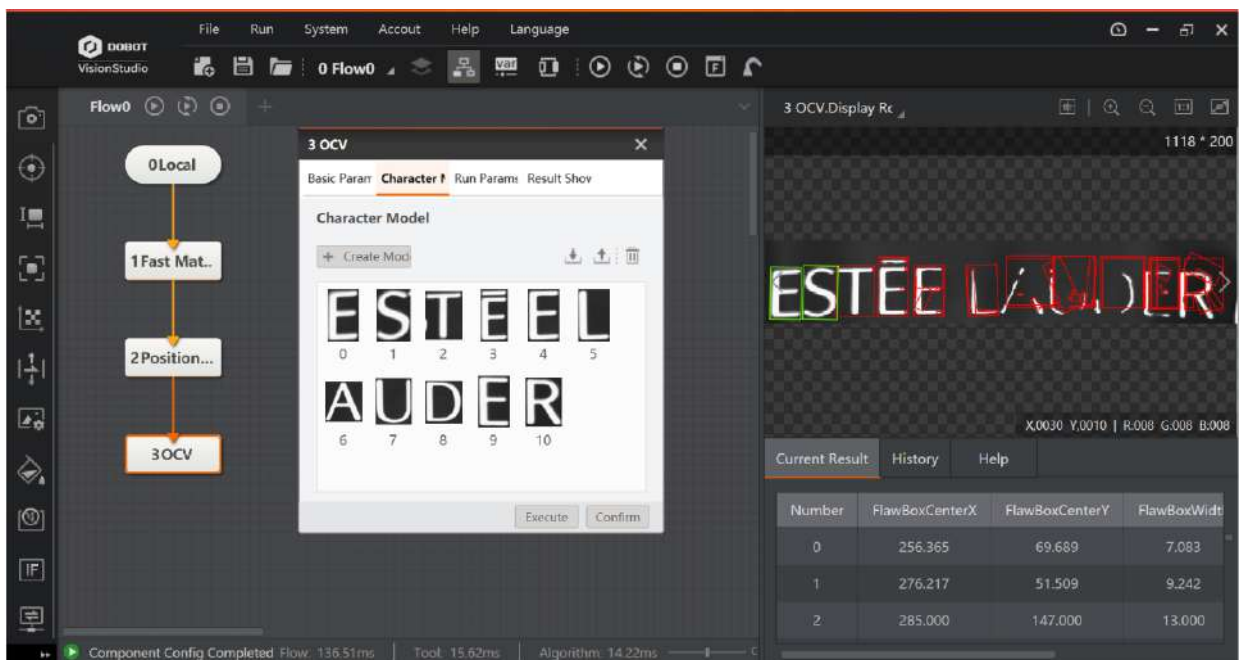 File Run System Accout Help Language
DOBOT
VisionStudio
0 Flow0
var
F
Flow0
3 OCV.Display Rc
1118 * 200
0Local
1Fast Mat..
2Position...
3OCV
IF
3 OCV
Basic Param Character M Run Params Result Show
Character Model
+ Create Mod
E S T Ē E L
0 1 2 3 4 5
A U D E R
6 7 8 9 10
Execute Confirm
ESTĒE LAUDER
X,0030 Y,0010 | R:008 G:008 B:008
Current Result History Help
Number FlawBoxCenterX FlawBoxCenterY FlawBoxWidt
0 256.365 69.689 7.083
1 276.217 51.509 9.242
2 285.000 147.000 13.000
Component Config Completed Flow: 136.51ms Tool: 15.62ms Algorithm: 14.22ms